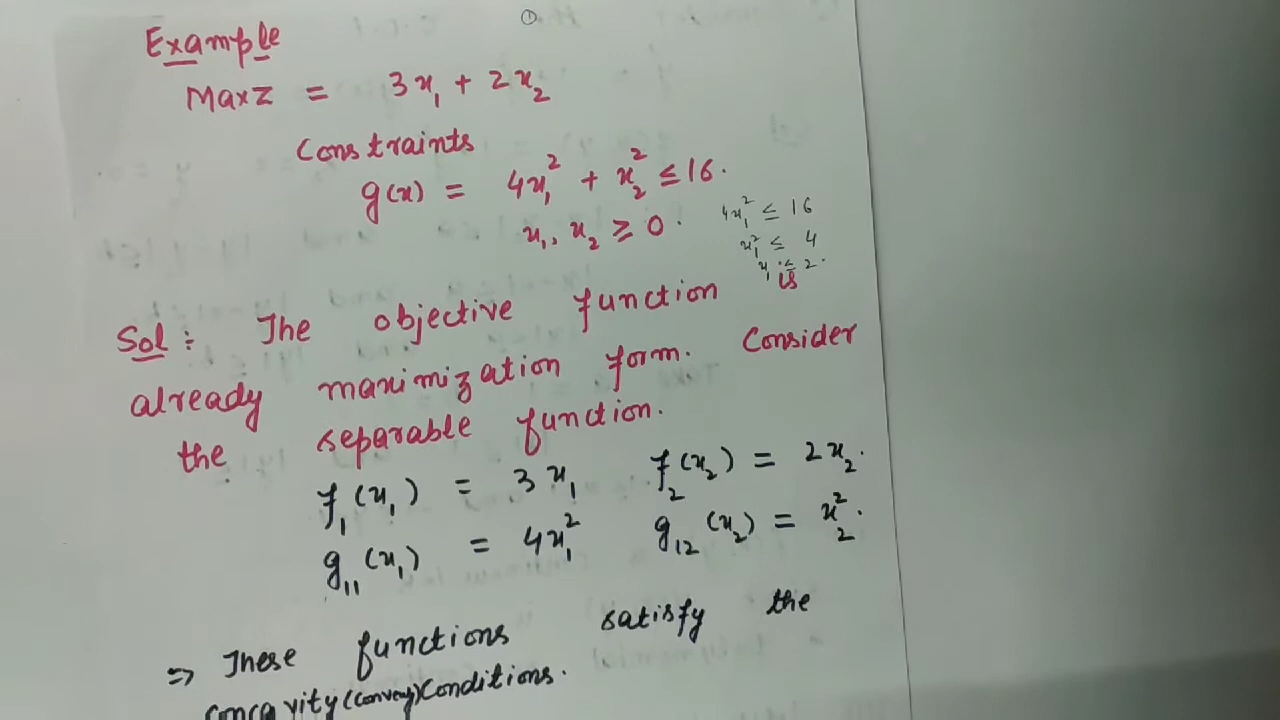 ①
Example
Max Z = 3x₁ + 2x₂
Constraints
g(x) = 4x₁² + x₂² ≤ 16.
x₁, x₂ ≥ 0.
4x₁² ≤ 16
x₁² ≤ 4
x₁ ≤ 2.
Sol: The objective function is
already maximization form. Consider
the separable function.
f₁(x₁) = 3x₁ f₂(x₂) = 2x₂.
g₁₁(x₁) = 4x₁² g₁₂(x₂) = x₂².
⇒ These functions satisfy the
concavity (convexy) Conditions.